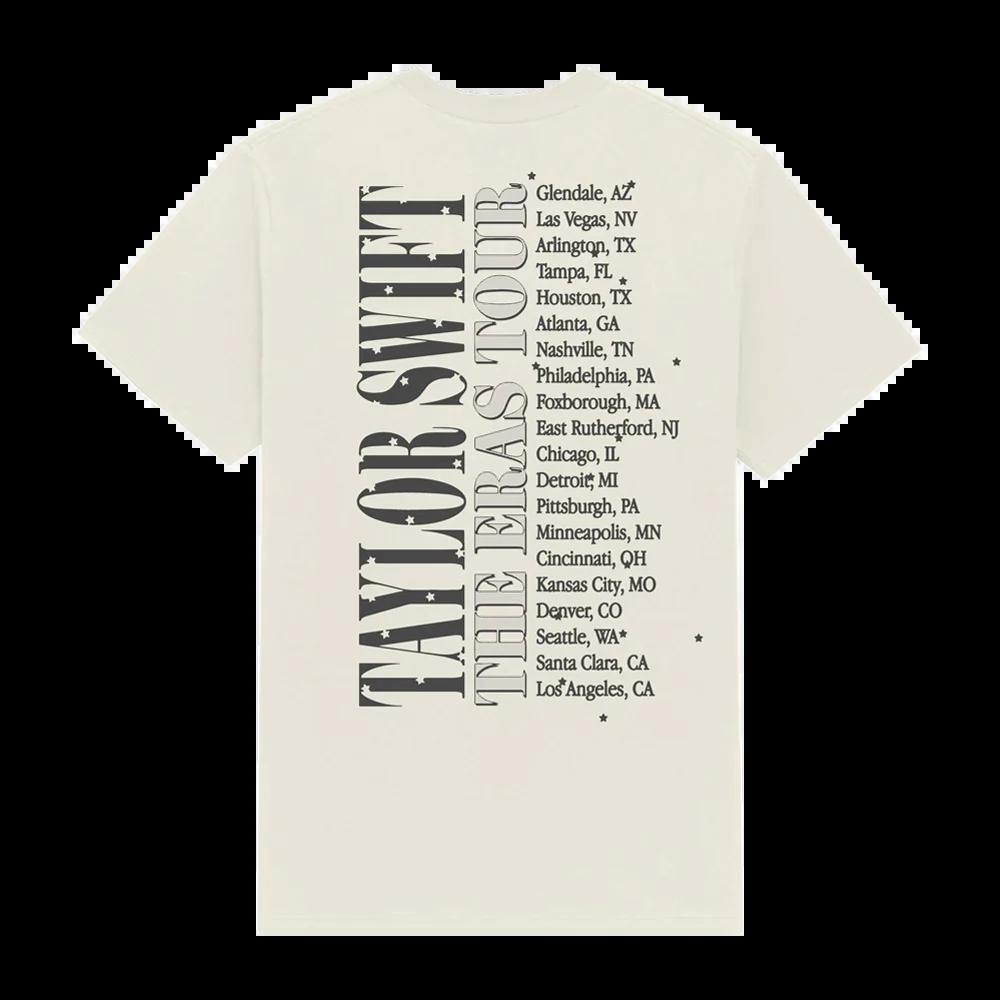 TAYLOR SWIFT
THE ERAS TOUR
Glendale, AZ
Las Vegas, NV
Arlington, TX
Tampa, FL
Houston, TX
Atlanta, GA
Nashville, TN
Philadelphia, PA
Foxborough, MA
East Rutherford, NJ
Chicago, IL
Detroit, MI
Pittsburgh, PA
Minneapolis, MN
Cincinnati, OH
Kansas City, MO
Denver, CO
Seattle, WA
Santa Clara, CA
Los Angeles, CA